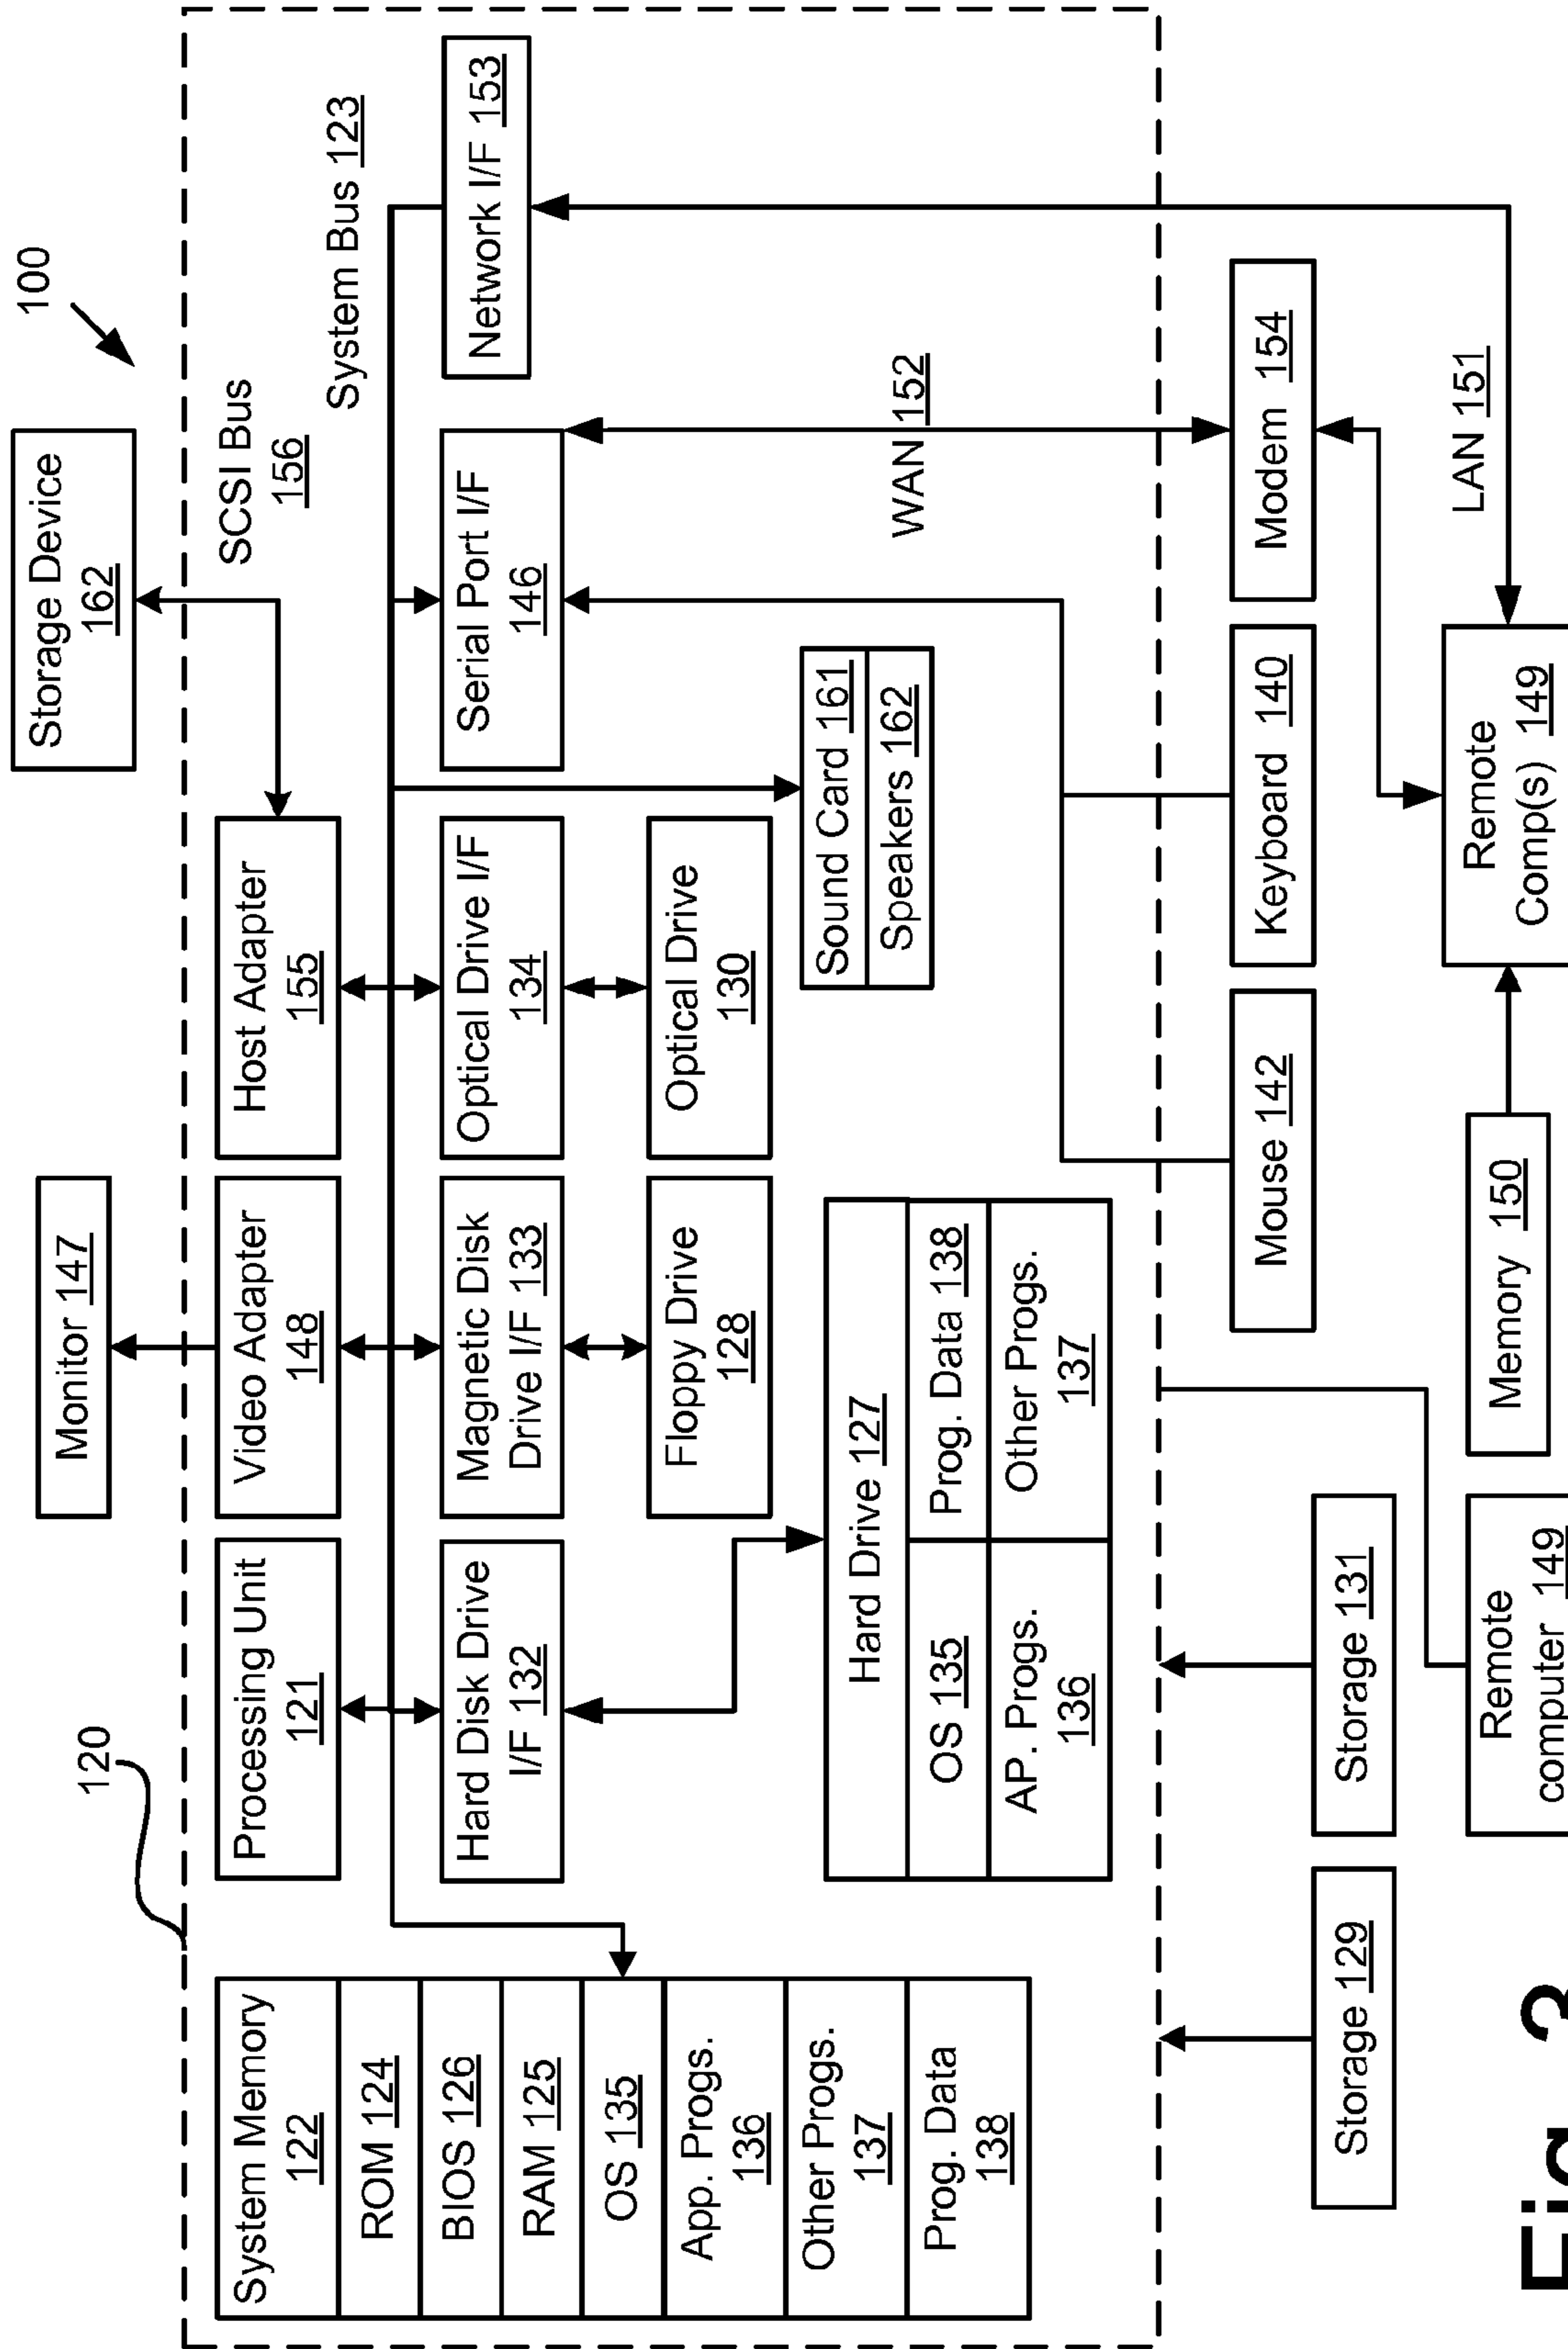 100
120
Monitor 147
Storage Device
162
SCSI Bus
156
System Bus 123
System Memory
122
ROM 124
BIOS 126
RAM 125
OS 135
App. Progs.
136
Other Progs.
137
Prog. Data
138
Processing Unit
121
Video Adapter
148
Host Adapter
155
Hard Disk Drive
I/F 132
Magnetic Disk
Drive I/F 133
Optical Drive I/F
134
Serial Port I/F
146
Network I/F 153
Floppy Drive
128
Optical Drive
130
Sound Card 161
Speakers 162
Hard Drive 127
OS 135
Prog. Data 138
AP. Progs.
136
Other Progs.
137
WAN 152
Mouse 142
Keyboard 140
Modem 154
Storage 129
Storage 131
LAN 151
Remote
computer 149
Memory 150
Remote
Comp(s) 149
Fig. 3